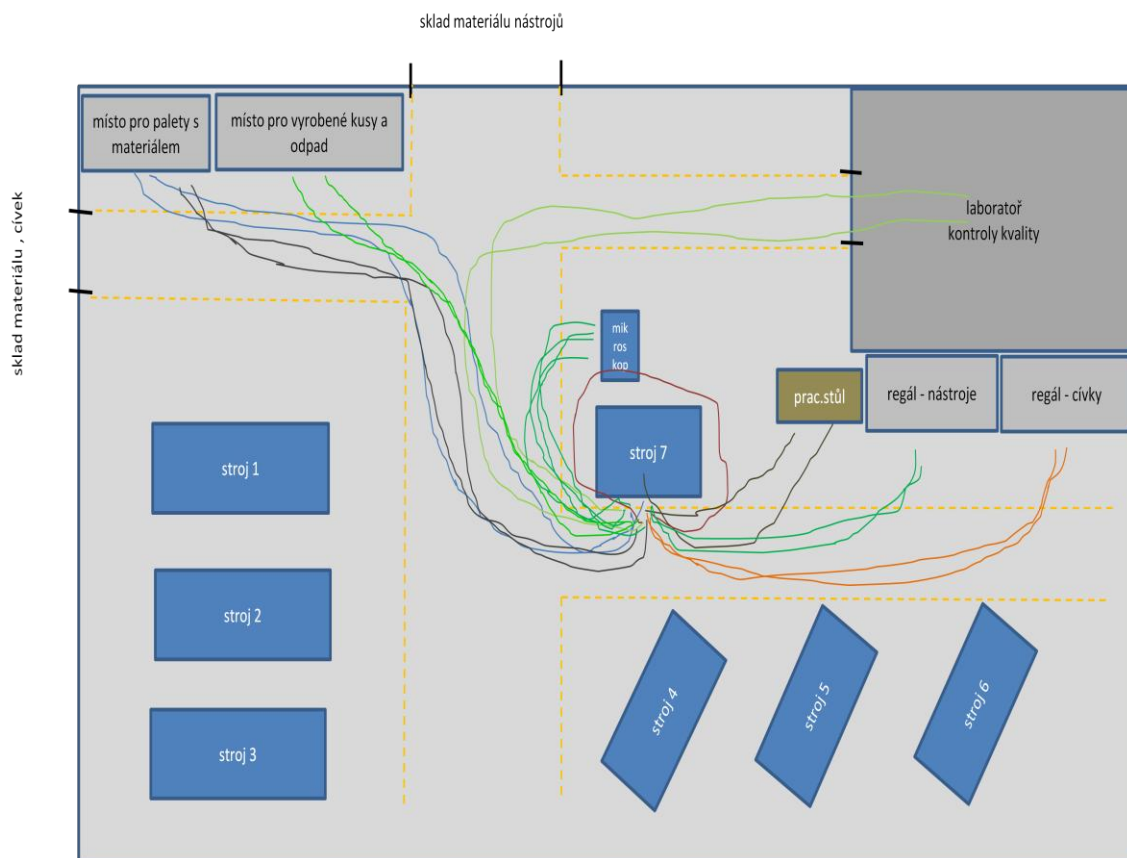 sklad materiálu nástrojů
místo pro palety s
materiálem
místo pro vyrobené kusy a
odpad
laboratoř
kontroly kvality
sklad materiálu , cívek
mik
ros
kop
prac.stůl
regál - nástroje
regál - cívky
stroj 7
stroj 1
stroj 2
stroj 3
stroj 4
stroj 5
stroj 6